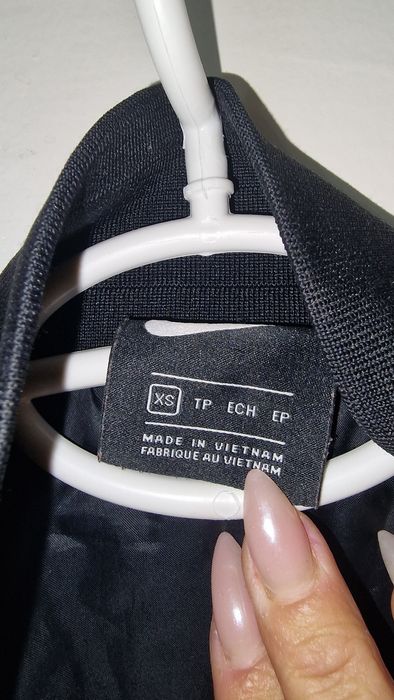 XS TP ECH EP
MADE IN VIETNAM
FABRIQUE AU VIETNAM